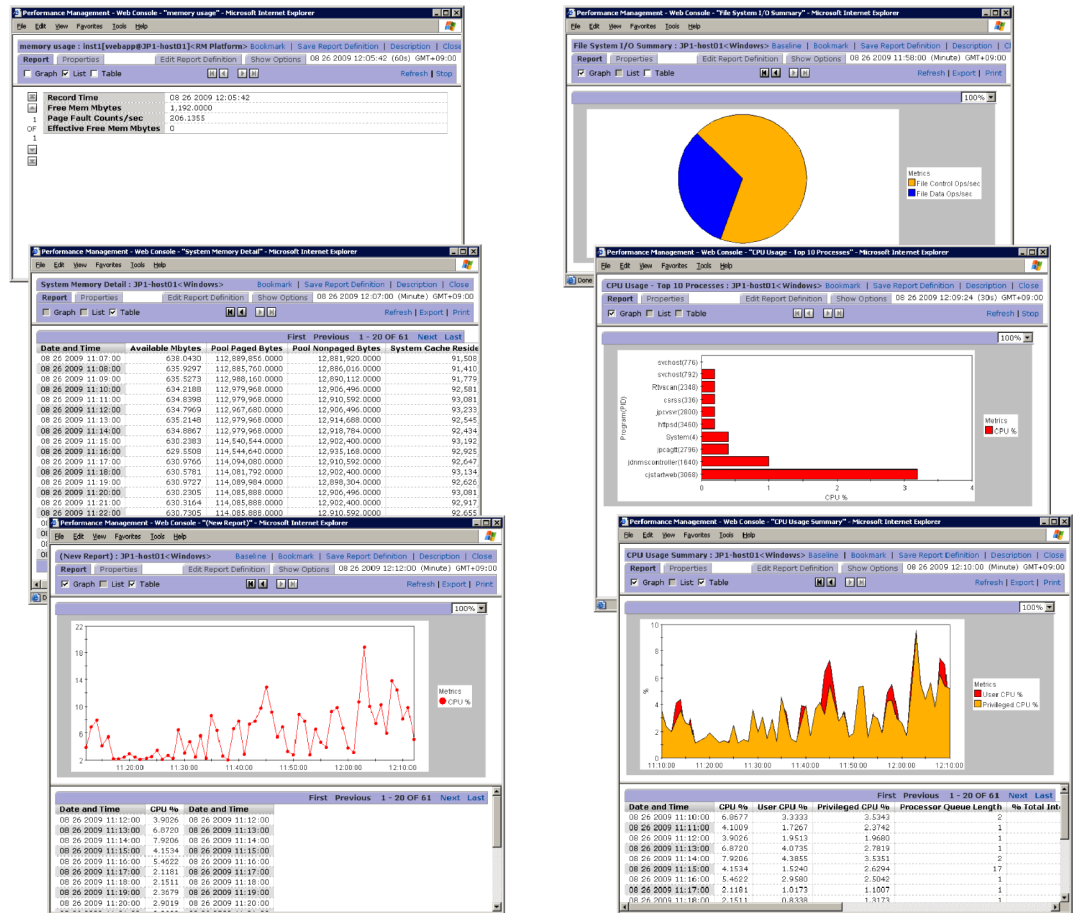 Performance Management - Web Console - "memory usage" - Microsoft Internet Explorer
File Edit View Favorites Tools Help
memory usage : inst1[webapp@JP1-host01]<RM Platform> Bookmark | Save Report Definition | Description | Close
Report Properties Edit Report Definition Show Options 08 26 2009 12:05:42 (60s) GMT+09:00
Graph List Table Refresh | Stop
Record Time 08 26 2009 12:05:42
Free Mem Mbytes 1,192.0000
1 Page Fault Counts/sec 206.1355
OF Effective Free Mem Mbytes 0
1
Performance Management - Web Console - "File System I/O Summary" - Microsoft Internet Explorer
File Edit View Favorites Tools Help
File System I/O Summary : JP1-host01<Windows> Baseline | Bookmark | Save Report Definition | Description |
Report Properties Edit Report Definition Show Options 08 26 2009 11:58:00 (Minute) GMT+09:00
Graph List Table Refresh | Export | Print
100%
Metrics
File Control Ops/sec
File Data Ops/sec
Done
Performance Management - Web Console - "System Memory Detail" - Microsoft Internet Explorer
File Edit View Favorites Tools Help
System Memory Detail : JP1-host01<Windows> Bookmark | Save Report Definition | Description | Close
Report Properties Edit Report Definition Show Options 08 26 2009 12:07:00 (Minute) GMT+09:00
Graph List Table Refresh | Export | Print
First Previous 1 - 20 OF 61 Next Last
Date and Time Available Mbytes Pool Paged Bytes Pool Nonpaged Bytes System Cache Reside
08 26 2009 11:07:00 638.0430 112,889,856.0000 12,881,920.0000 91,508
08 26 2009 11:08:00 635.9297 112,885,760.0000 12,886,016.0000 91,410
08 26 2009 11:09:00 635.5273 112,988,160.0000 12,890,112.0000 91,779
08 26 2009 11:10:00 634.2188 112,979,968.0000 12,906,496.0000 92,581
08 26 2009 11:11:00 634.8398 112,979,968.0000 12,910,592.0000 93,081
08 26 2009 11:12:00 634.7969 112,967,680.0000 12,906,496.0000 93,233
08 26 2009 11:13:00 635.2148 112,979,968.0000 12,914,688.0000 92,545
08 26 2009 11:14:00 634.8867 112,979,968.0000 12,918,784.0000 92,434
08 26 2009 11:15:00 630.2383 114,540,544.0000 12,902,400.0000 93,192
08 26 2009 11:16:00 629.5508 114,544,640.0000 12,935,168.0000 92,925
08 26 2009 11:17:00 630.9766 114,094,080.0000 12,910,592.0000 92,647
08 26 2009 11:18:00 630.5781 114,081,792.0000 12,902,400.0000 93,134
08 26 2009 11:19:00 630.9727 114,089,984.0000 12,898,304.0000 92,626
08 26 2009 11:20:00 630.2305 114,085,888.0000 12,906,496.0000 93,081
08 26 2009 11:21:00 630.3164 114,085,888.0000 12,902,400.0000 92,917
08 26 2009 11:22:00 630.7305 114,085,888.0000 12,910,592.0000 92,655
Performance Management - Web Console - "CPU Usage - Top 10 Processes" - Microsoft Internet Explorer
File Edit View Favorites Tools Help
CPU Usage - Top 10 Processes : JP1-host01<Windows> Bookmark | Save Report Definition | Description | Close
Report Properties Edit Report Definition Show Options 08 26 2009 12:09:24 (30s) GMT+09:00
Graph List Table Refresh | Stop
100%
Program(PID)
svchost(776)
svchost(792)
Rtvscan(2348)
csrss(336)
jpcvsvr(2800)
httpsd(3460)
System(4)
jpcagtt(2796)
jdnmscontroller(1640)
cjstartweb(3068)
0 1 2 3 4
CPU %
Metrics
CPU %
Performance Management - Web Console - "(New Report)" - Microsoft Internet Explorer
File Edit View Favorites Tools Help
(New Report) : JP1-host01<Windows> Baseline | Bookmark | Save Report Definition | Description | Close
Report Properties Edit Report Definition Show Options 08 26 2009 12:12:00 (Minute) GMT+09:00
Graph List Table Refresh | Export | Print
100%
22
18
14
10
6
2
11:20:00 11:30:00 11:40:00 11:50:00 12:00:00 12:10:00
Metrics
CPU %
First Previous 1 - 20 OF 61 Next Last
Date and Time CPU % Date and Time
08 26 2009 11:12:00 3.9026 08 26 2009 11:12:00
08 26 2009 11:13:00 6.8720 08 26 2009 11:13:00
08 26 2009 11:14:00 7.9206 08 26 2009 11:14:00
08 26 2009 11:15:00 4.1534 08 26 2009 11:15:00
08 26 2009 11:16:00 5.4622 08 26 2009 11:16:00
08 26 2009 11:17:00 2.1181 08 26 2009 11:17:00
08 26 2009 11:18:00 2.1511 08 26 2009 11:18:00
08 26 2009 11:19:00 2.3679 08 26 2009 11:19:00
08 26 2009 11:20:00 2.9019 08 26 2009 11:20:00
Performance Management - Web Console - "CPU Usage Summary" - Microsoft Internet Explorer
File Edit View Favorites Tools Help
CPU Usage Summary : JP1-host01<Windows> Baseline | Bookmark | Save Report Definition | Description | Close
Report Properties Edit Report Definition Show Options 08 26 2009 12:10:00 (Minute) GMT+09:00
Graph List Table Refresh | Export | Print
100%
10
8
6
%
4
2
0
11:10:00 11:20:00 11:30:00 11:40:00 11:50:00 12:00:00 12:10:00
Metrics
User CPU %
Privileged CPU %
First Previous 1 - 20 OF 61 Next Last
Date and Time CPU % User CPU % Privileged CPU % Processor Queue Length % Total Inte
08 26 2009 11:10:00 6.8677 3.3333 3.5343 2
08 26 2009 11:11:00 4.1009 1.7267 2.3742 1
08 26 2009 11:12:00 3.9026 1.9513 1.9680 1
08 26 2009 11:13:00 6.8720 4.0735 2.7819 1
08 26 2009 11:14:00 7.9206 4.3855 3.5351 2
08 26 2009 11:15:00 4.1534 1.5240 2.6294 17
08 26 2009 11:16:00 5.4622 2.9580 2.5042 1
08 26 2009 11:17:00 2.1181 1.0173 1.1007 1
08 26 2009 11:18:00 2.1511 0.8338 1.3173 1